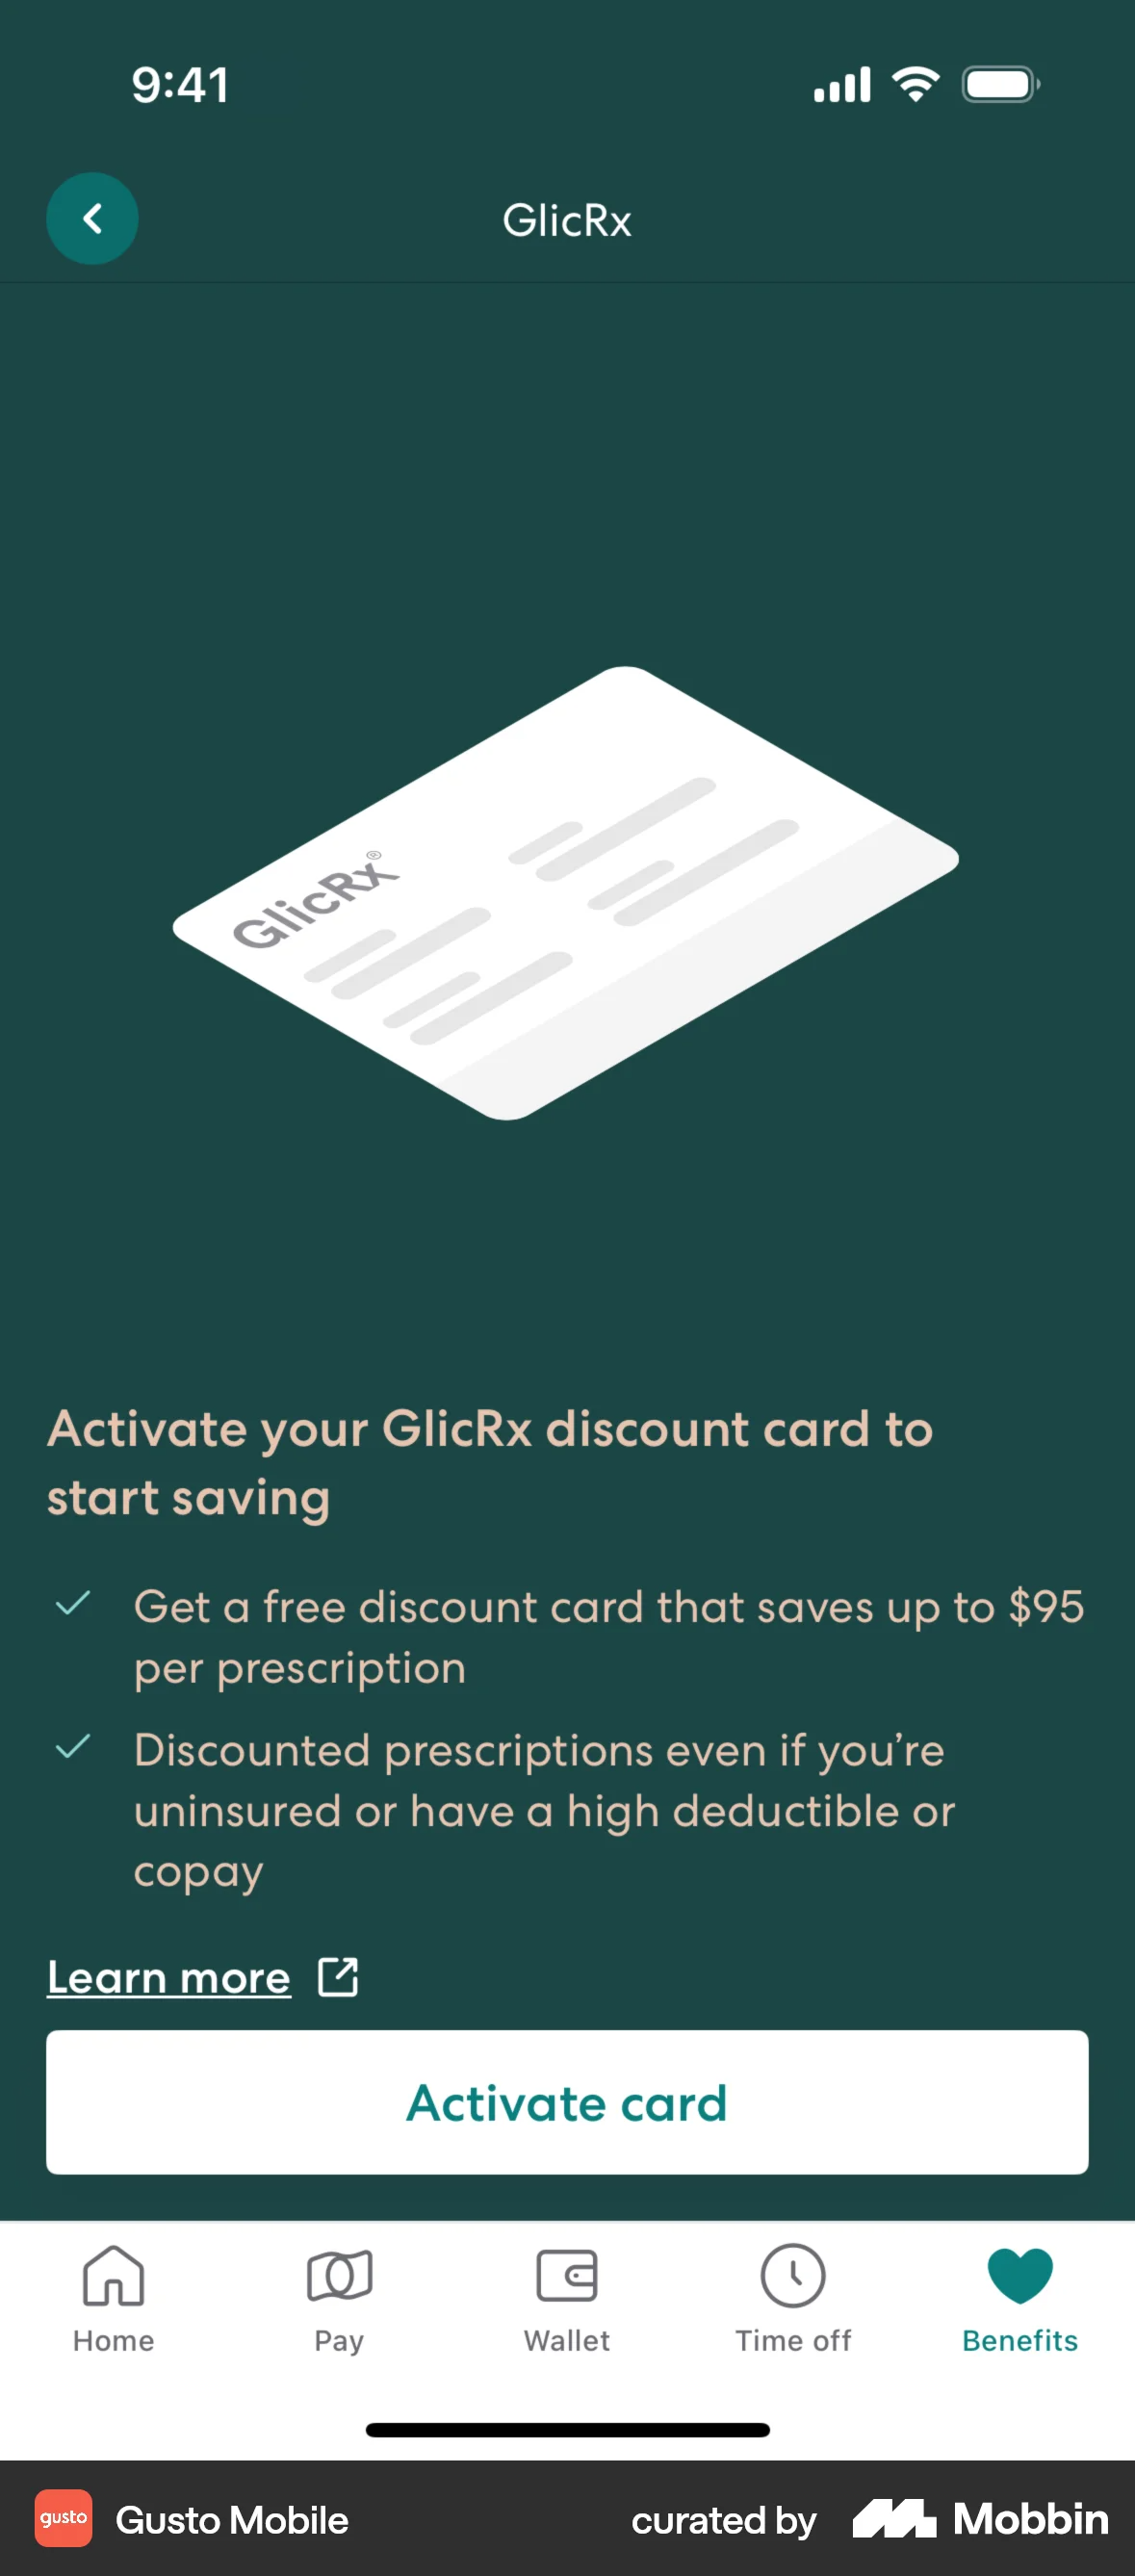 9:41
GlicRx
GlicRx®
Activate your GlicRx discount card to
start saving
Get a free discount card that saves up to $95
per prescription
Discounted prescriptions even if you’re
uninsured or have a high deductible or
copay
Learn more
Activate card
Home Pay Wallet Time off Benefits
gusto Gusto Mobile curated by Mobbin